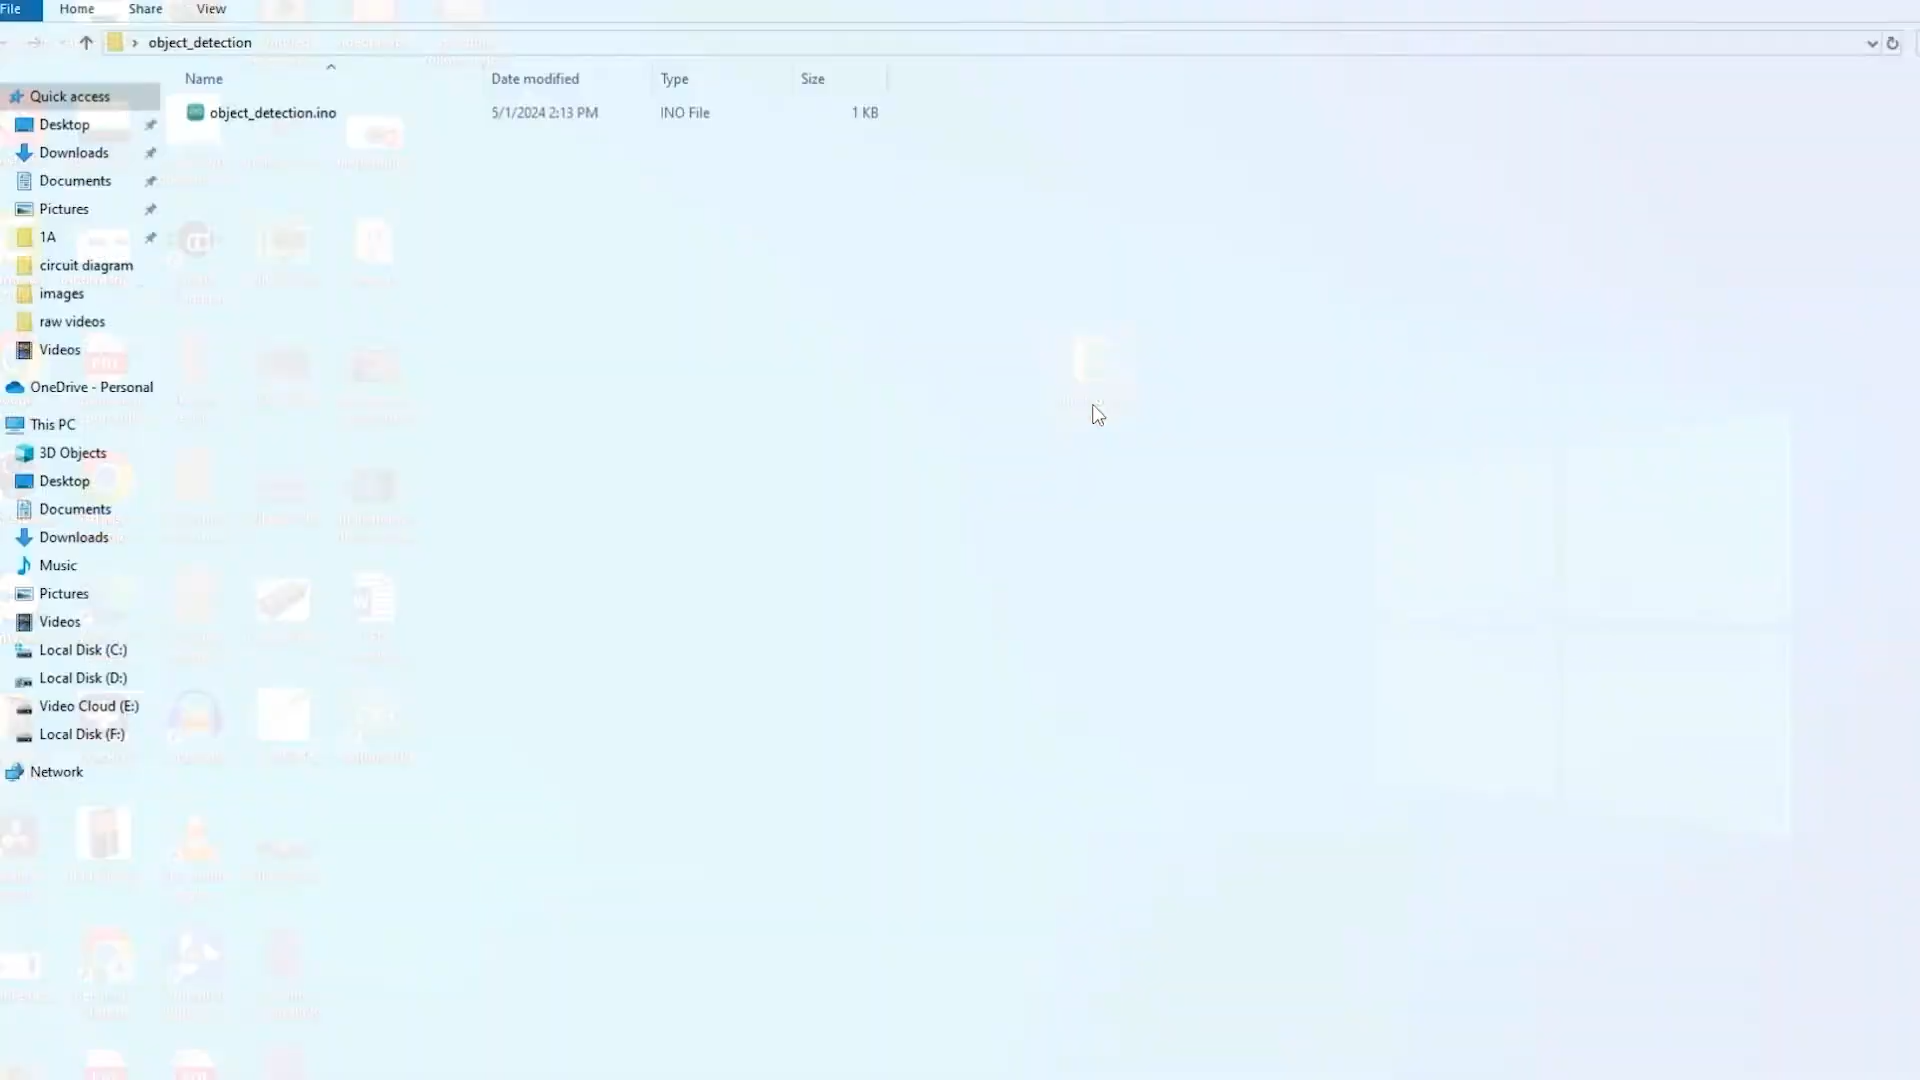 File Home Share View
object_detection
Name Date modified Type Size
Quick access
object_detection.ino 5/1/2024 2:13 PM INO File 1 KB
Desktop
Downloads
Documents
Pictures
1A
circuit diagram
images
raw videos
Videos
OneDrive - Personal
This PC
3D Objects
Desktop
Documents
Downloads
Music
Pictures
Videos
Local Disk (C:)
Local Disk (D:)
Video Cloud (E:)
Local Disk (F:)
Network